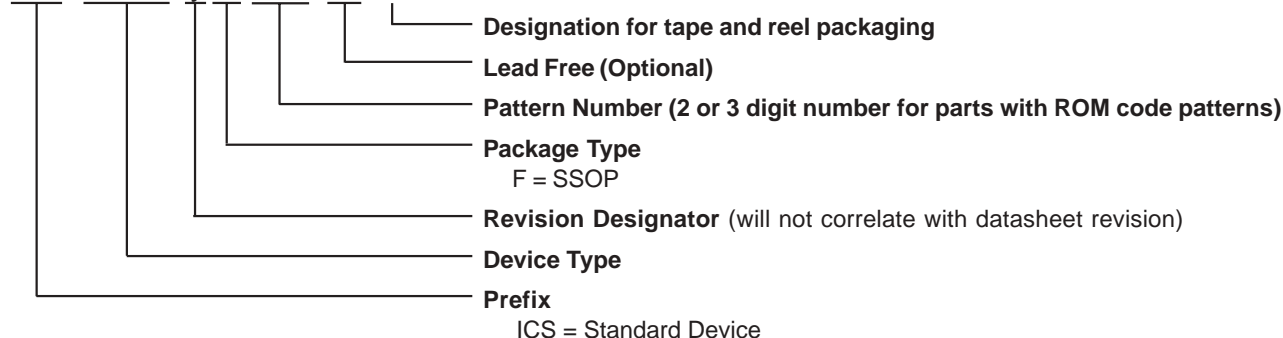 Designation for tape and reel packaging
Lead Free (Optional)
Pattern Number (2 or 3 digit number for parts with ROM code patterns)
Package Type
F = SSOP
Revision Designator (will not correlate with datasheet revision)
Device Type
Prefix
ICS = Standard Device